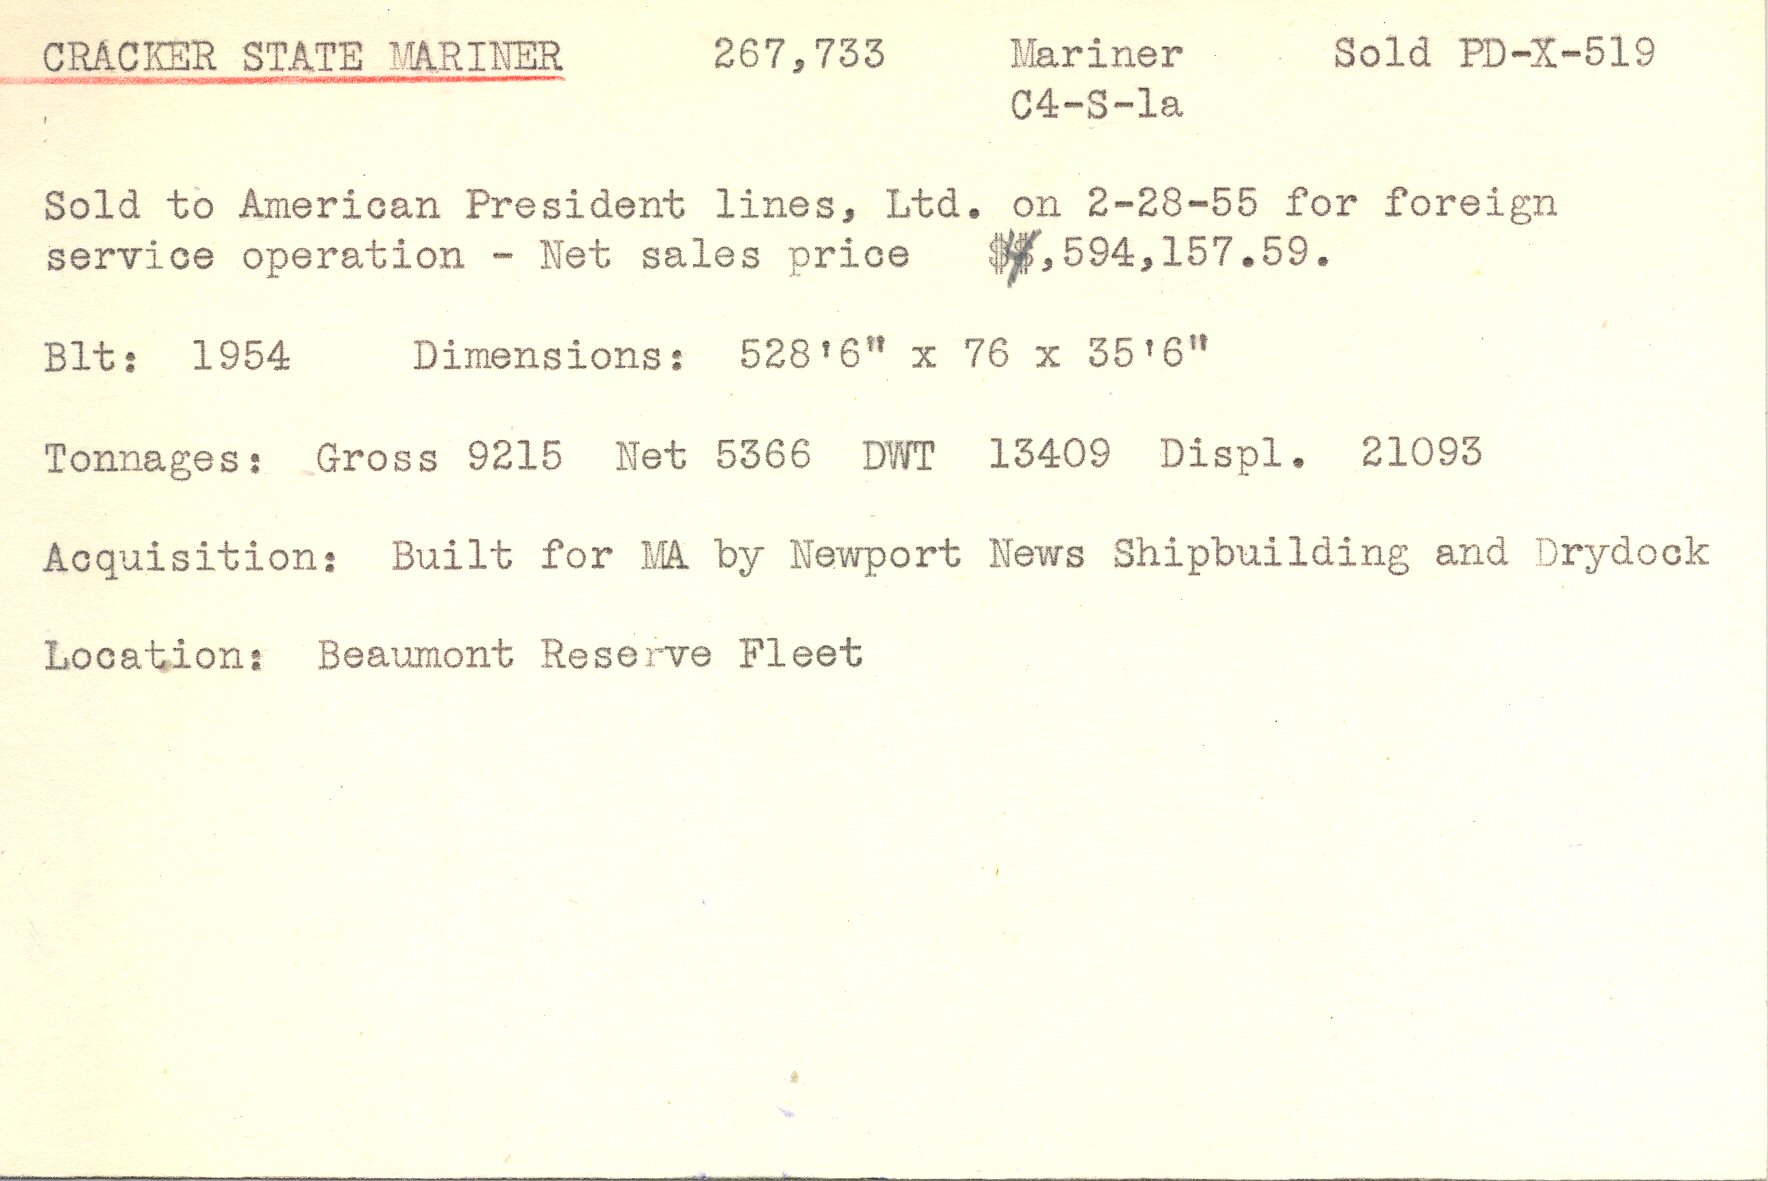 CRACKER STATE MARINER 267,733 Mariner Sold PD-X-519
C4-S-1a
Sold to American President lines, Ltd. on 2-28-55 for foreign
service operation - Net sales price $4,594,157.59.
Blt: 1954 Dimensions: 528'6" x 76 x 35'6"
Tonnages: Gross 9215 Net 5366 DWT 13409 Displ. 21093
Acquisition: Built for MA by Newport News Shipbuilding and Drydock
Location: Beaumont Reserve Fleet